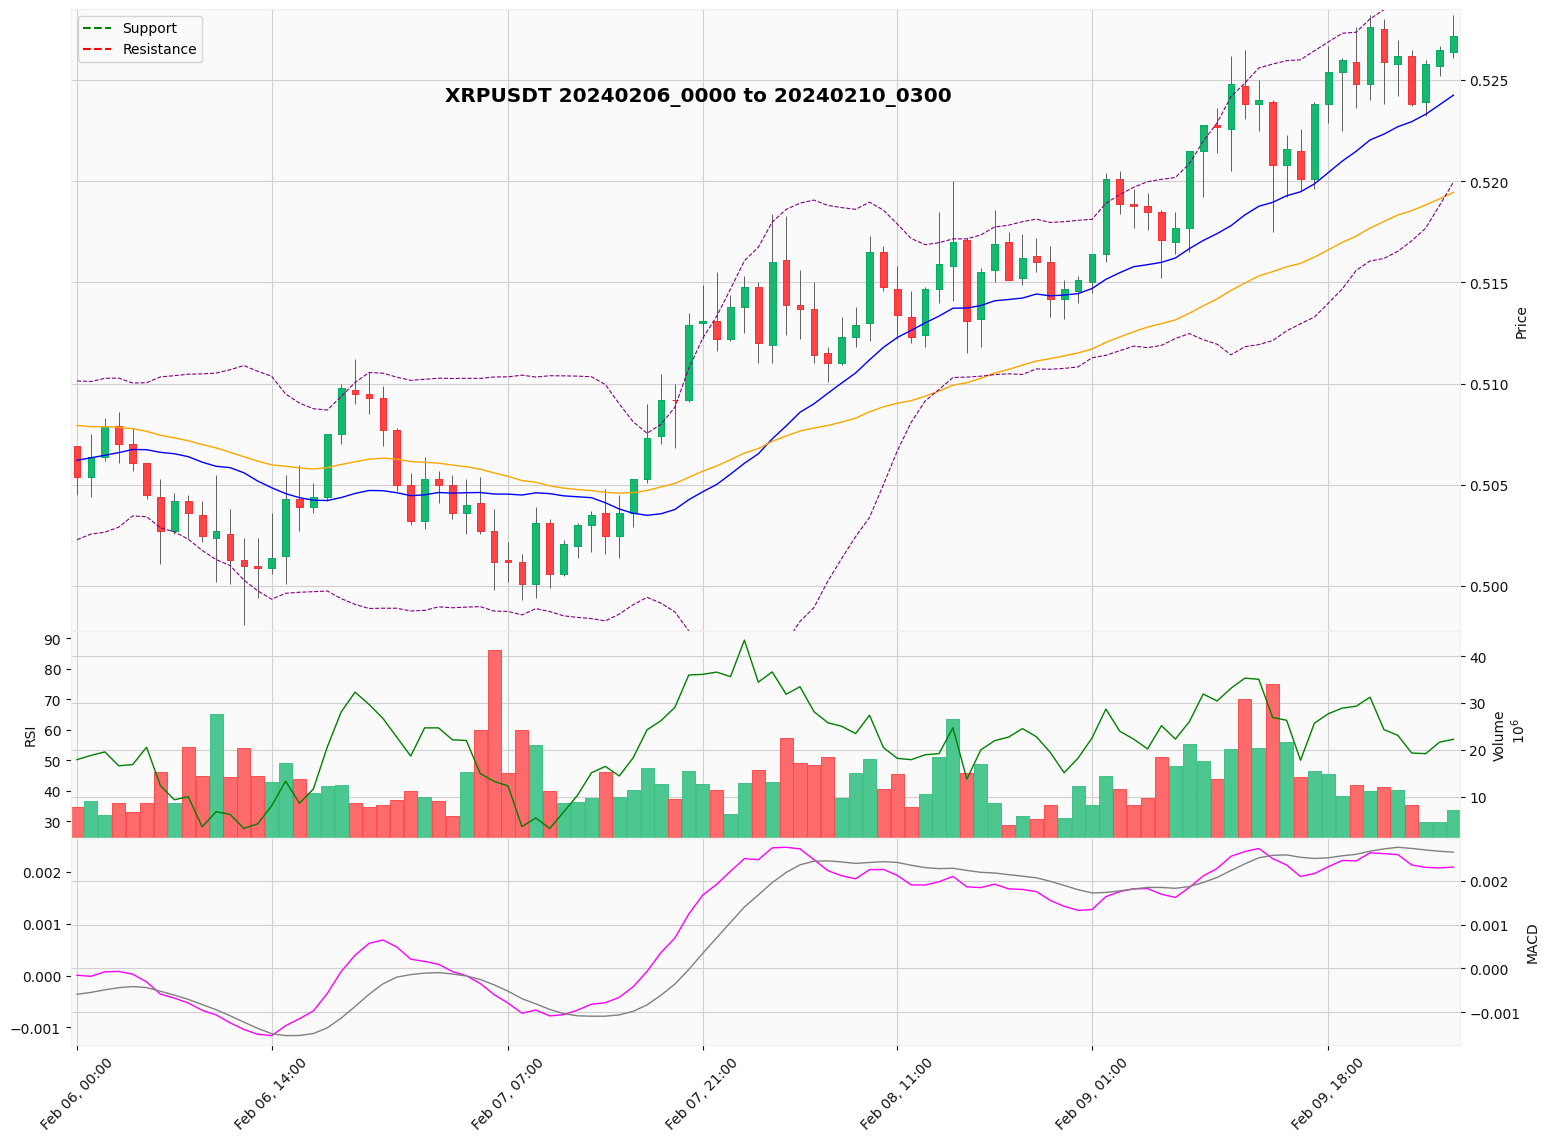 Support
Resistance
XRPUSDT 20240206_0000 to 20240210_0300
0.525
0.520
0.515
0.510
0.505
0.500
Price
90
80
70
60
50
40
30
RSI
40
30
20
10
Volume
10^6
0.002
0.001
0.000
−0.001
0.002
0.001
0.000
−0.001
MACD
Feb 06, 00:00
Feb 06, 14:00
Feb 07, 07:00
Feb 07, 21:00
Feb 08, 11:00
Feb 09, 01:00
Feb 09, 18:00